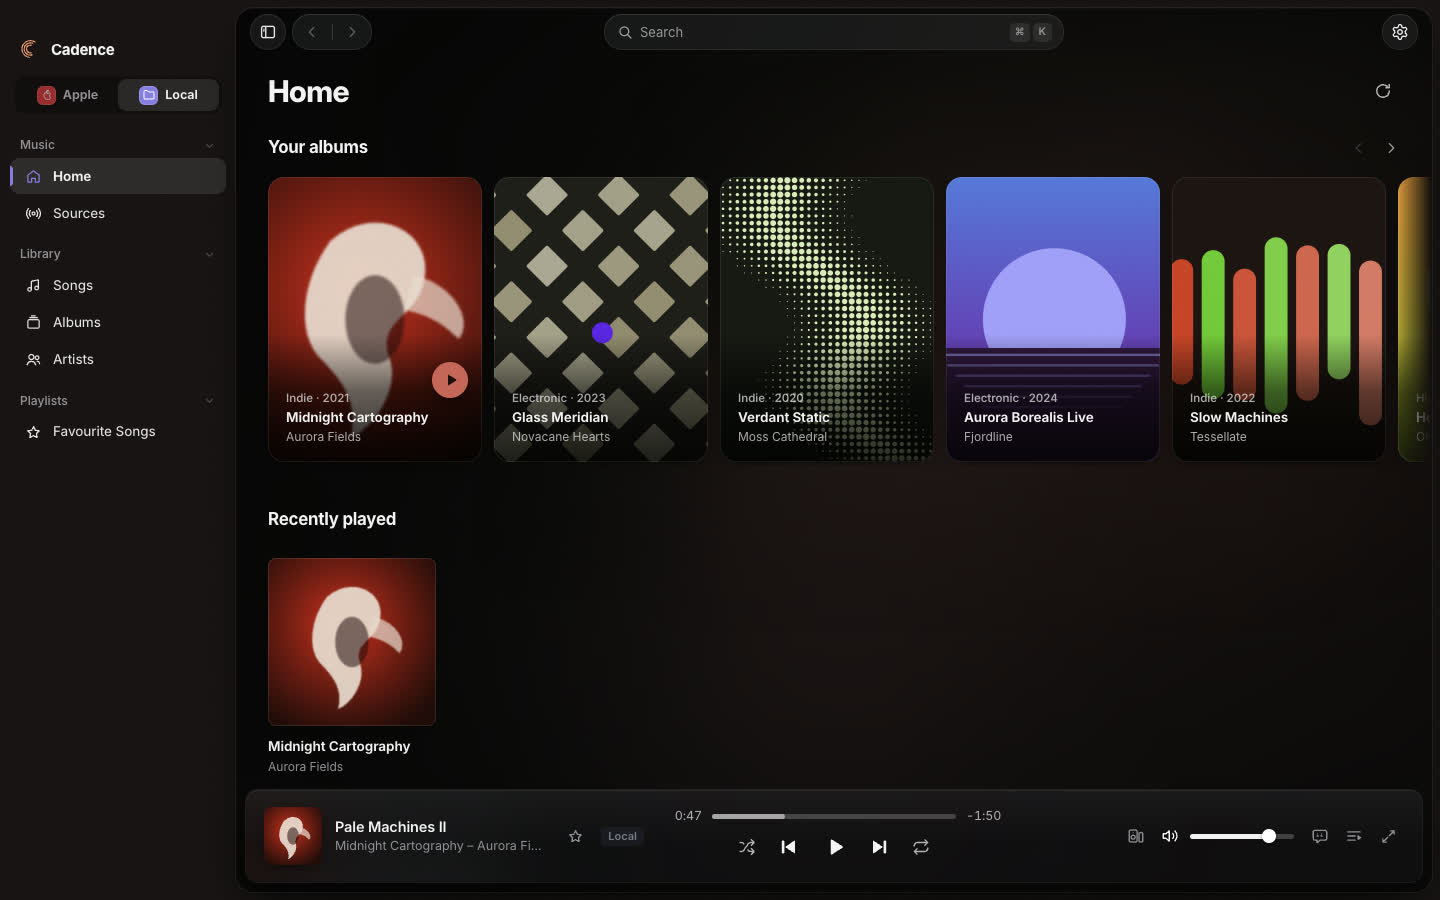 Cadence
Apple
Local
Music
Home
Sources
Library
Songs
Albums
Artists
Playlists
Favourite Songs
Search
⌘ K
Home
Your albums
Indie · 2021
Midnight Cartography
Aurora Fields
Electronic · 2023
Glass Meridian
Novacane Hearts
Indie · 2020
Verdant Static
Moss Cathedral
Electronic · 2024
Aurora Borealis Live
Fjordline
Indie · 2022
Slow Machines
Tessellate
Recently played
Midnight Cartography
Aurora Fields
Pale Machines II
Midnight Cartography – Aurora Fi...
Local
0:47
-1:50